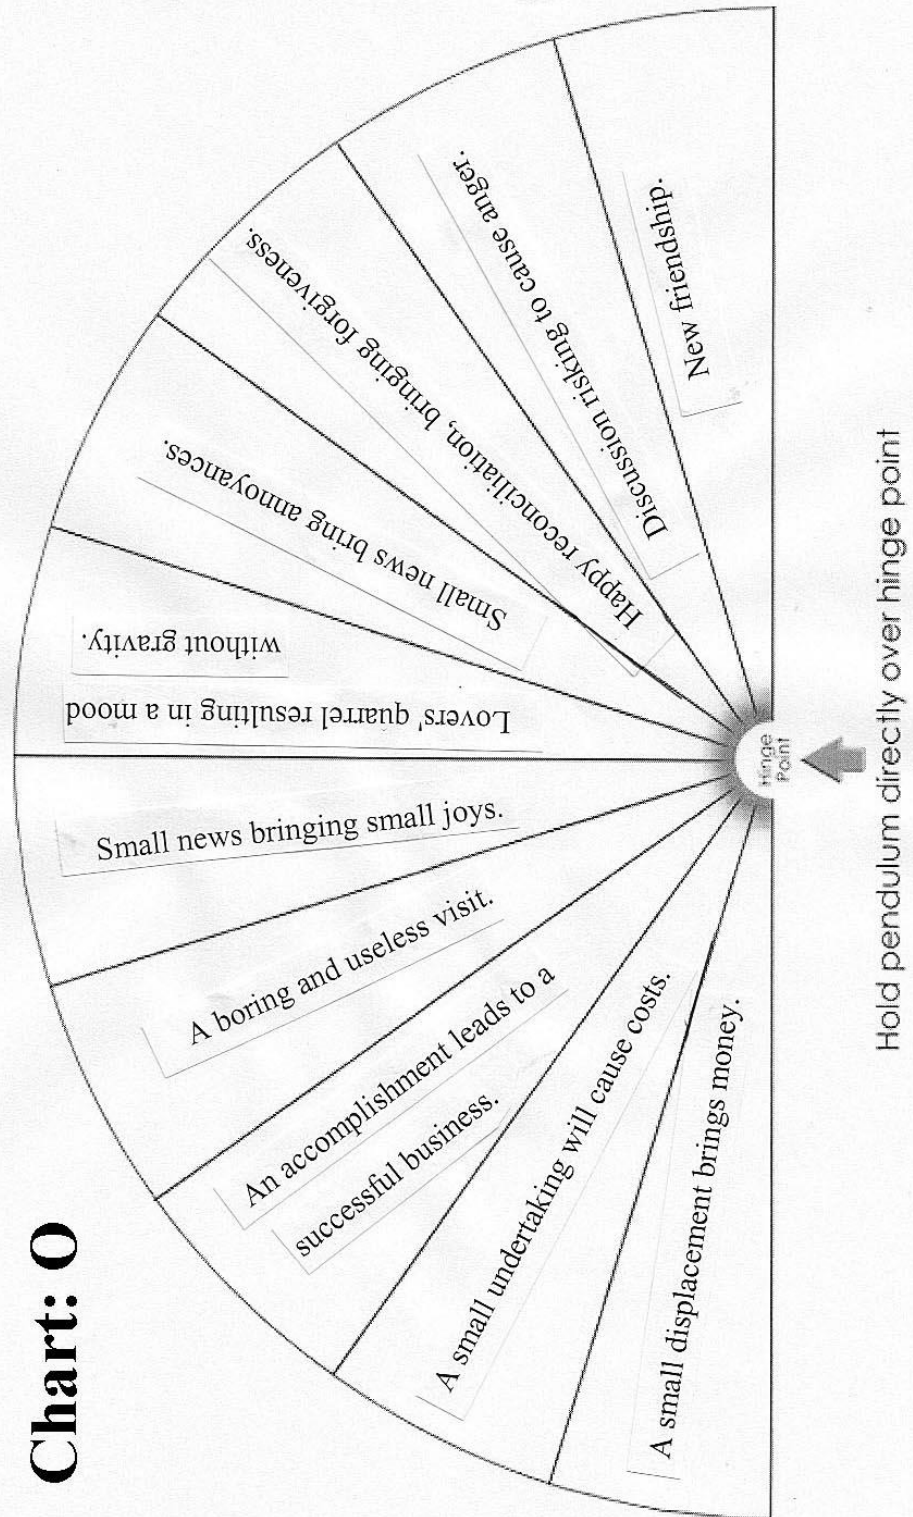 Chart: O
A small displacement brings money.
A small undertaking will cause costs.
An accomplishment leads to a
successful business.
A boring and useless visit.
Small news bringing small joys.
Lovers' quarrel resulting in a mood
without gravity.
Small news bring annoyances.
Happy reconciliation, bringing forgiveness.
Discussion risking to cause anger.
New friendship.
Hinge
Point
Hold pendulum directly over hinge point